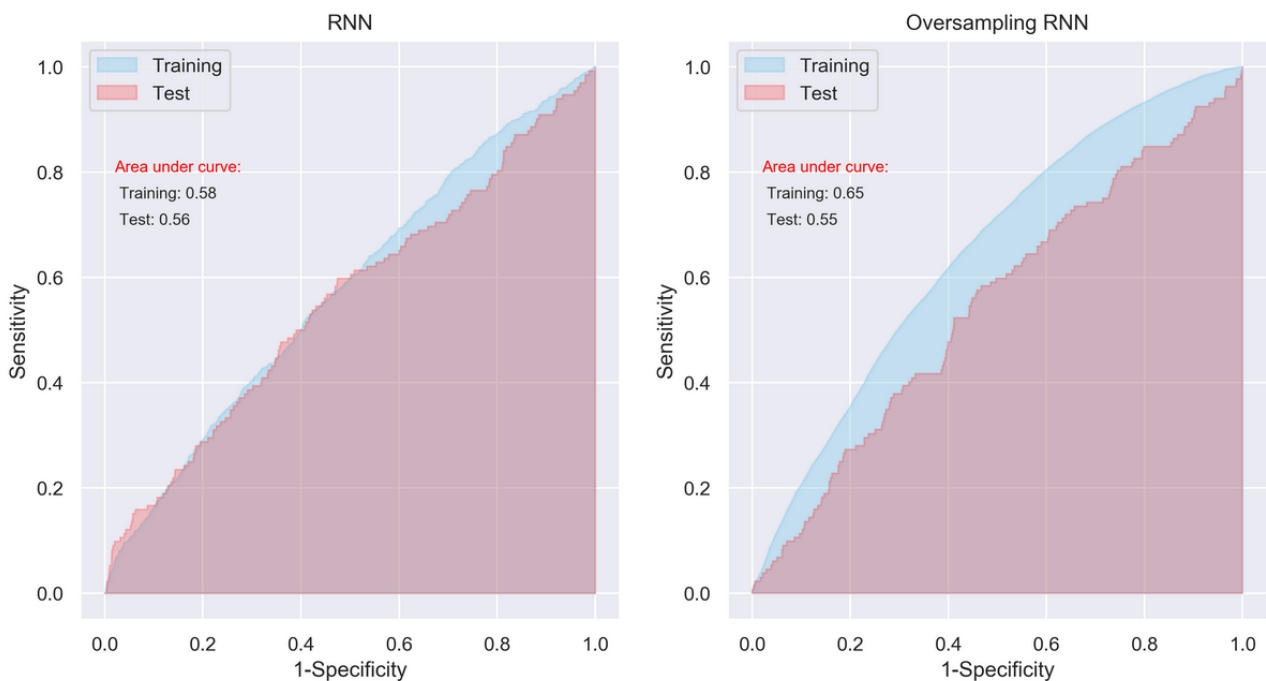 RNN
Training
Test
Area under curve:
Training: 0.58
Test: 0.56
1.0
0.8
0.6
0.4
0.2
0.0
Sensitivity
0.0 0.2 0.4 0.6 0.8 1.0
1-Specificity
Oversampling RNN
Training
Test
Area under curve:
Training: 0.65
Test: 0.55
1.0
0.8
0.6
0.4
0.2
0.0
Sensitivity
0.0 0.2 0.4 0.6 0.8 1.0
1-Specificity